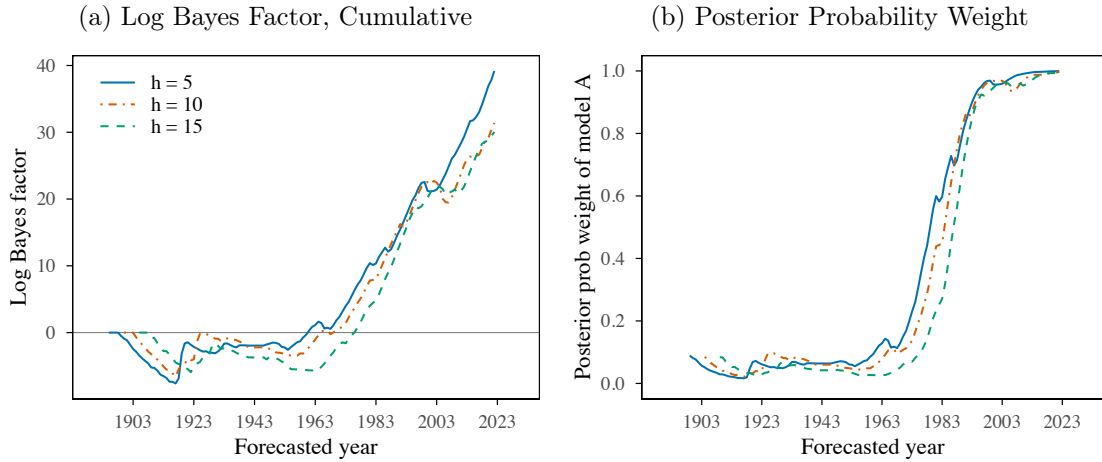 (a) Log Bayes Factor, Cumulative
Log Bayes factor
40
30
20
10
0
h = 5
h = 10
h = 15
1903 1923 1943 1963 1983 2003 2023
Forecasted year
(b) Posterior Probability Weight
Posterior prob weight of model A
1.0
0.8
0.6
0.4
0.2
0.0
1903 1923 1943 1963 1983 2003 2023
Forecasted year